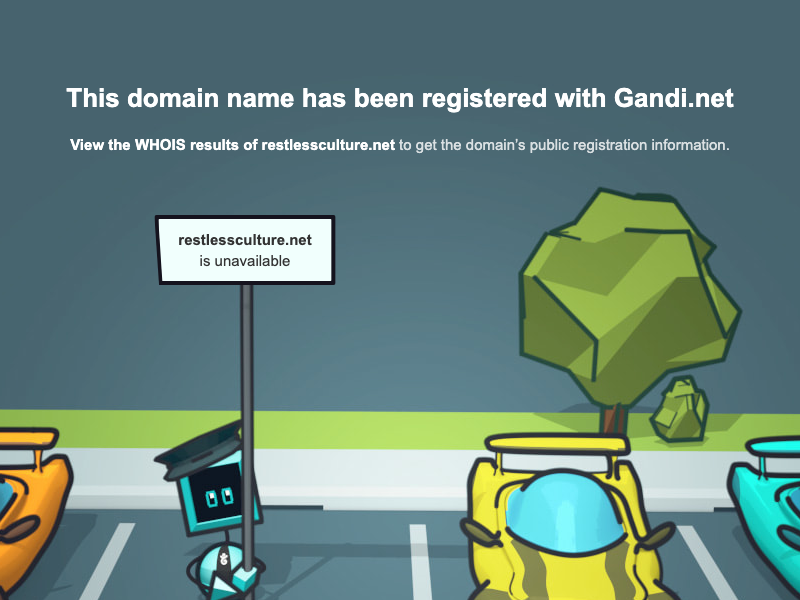 This domain name has been registered with Gandi.net
View the WHOIS results of restlessculture.net to get the domain’s public registration information.
restlessculture.net
is unavailable